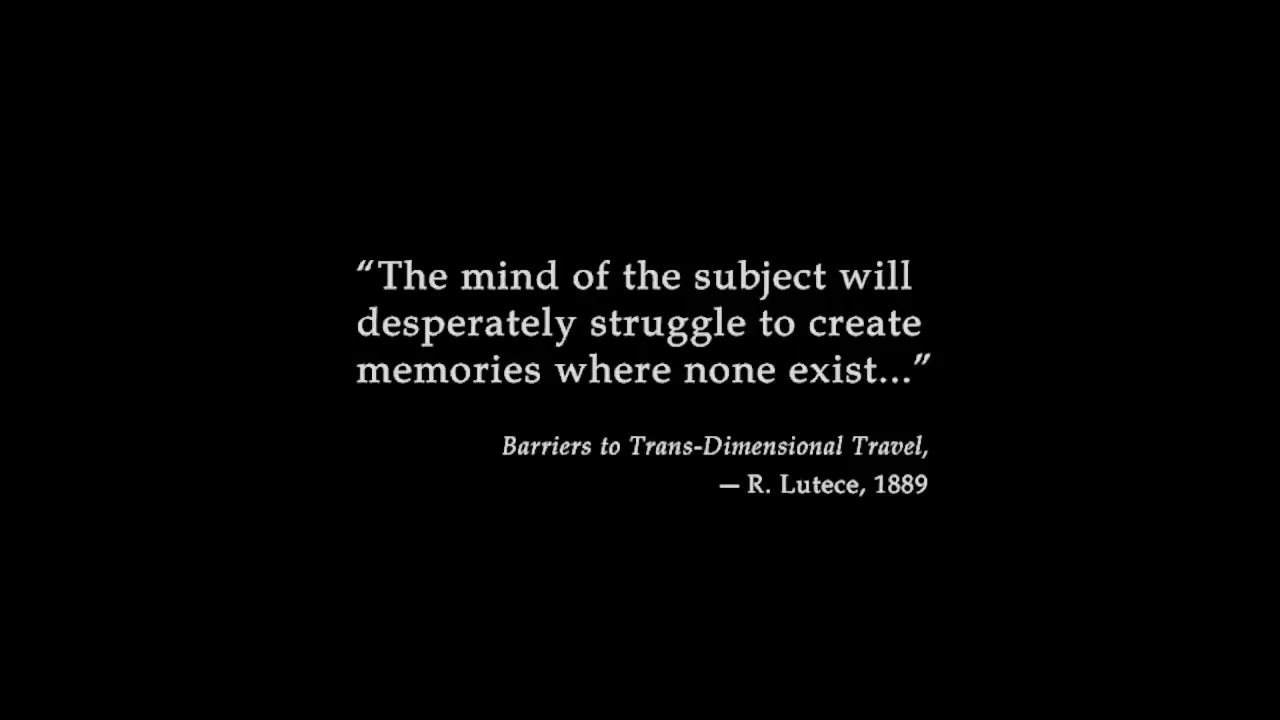 “The mind of the subject will
desperately struggle to create
memories where none exist...”
Barriers to Trans-Dimensional Travel,
— R. Lutece, 1889